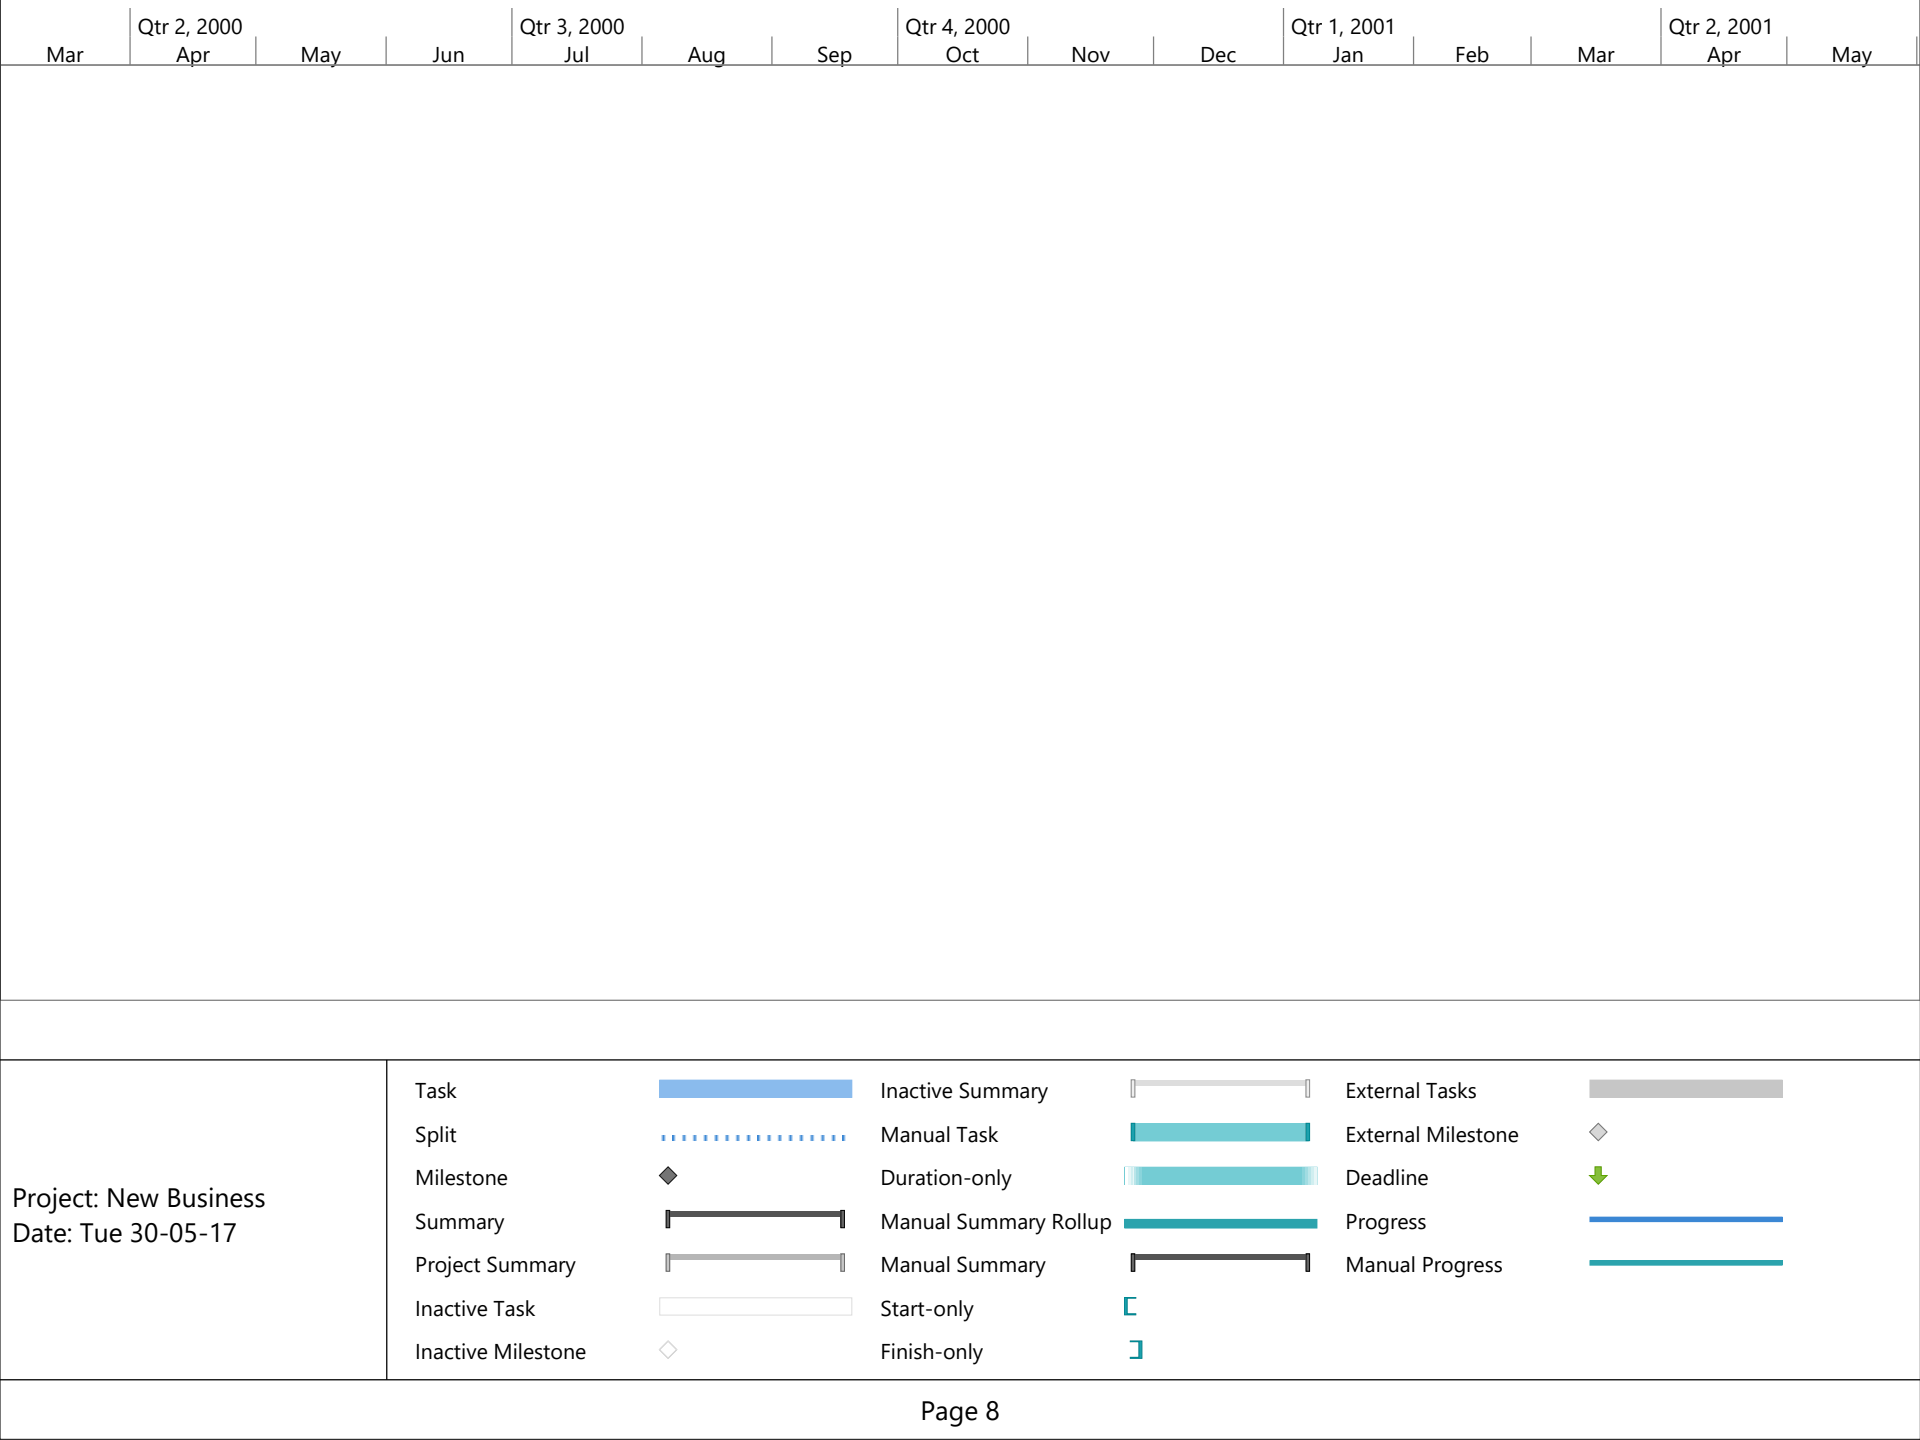 Qtr 2, 2000 Qtr 3, 2000 Qtr 4, 2000 Qtr 1, 2001 Qtr 2, 2001
Mar Apr May Jun Jul Aug Sep Oct Nov Dec Jan Feb Mar Apr May
Project: New Business
Date: Tue 30-05-17
Task
Split
Milestone
Summary
Project Summary
Inactive Task
Inactive Milestone
Inactive Summary
Manual Task
Duration-only
Manual Summary Rollup
Manual Summary
Start-only
Finish-only
External Tasks
External Milestone
Deadline
Progress
Manual Progress
Page 8